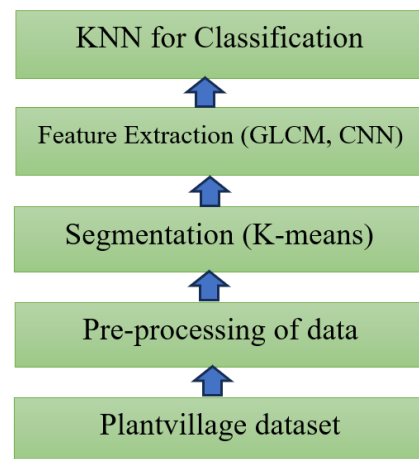 KNN for Classification
Feature Extraction (GLCM, CNN)
Segmentation (K-means)
Pre-processing of data
Plantvillage dataset